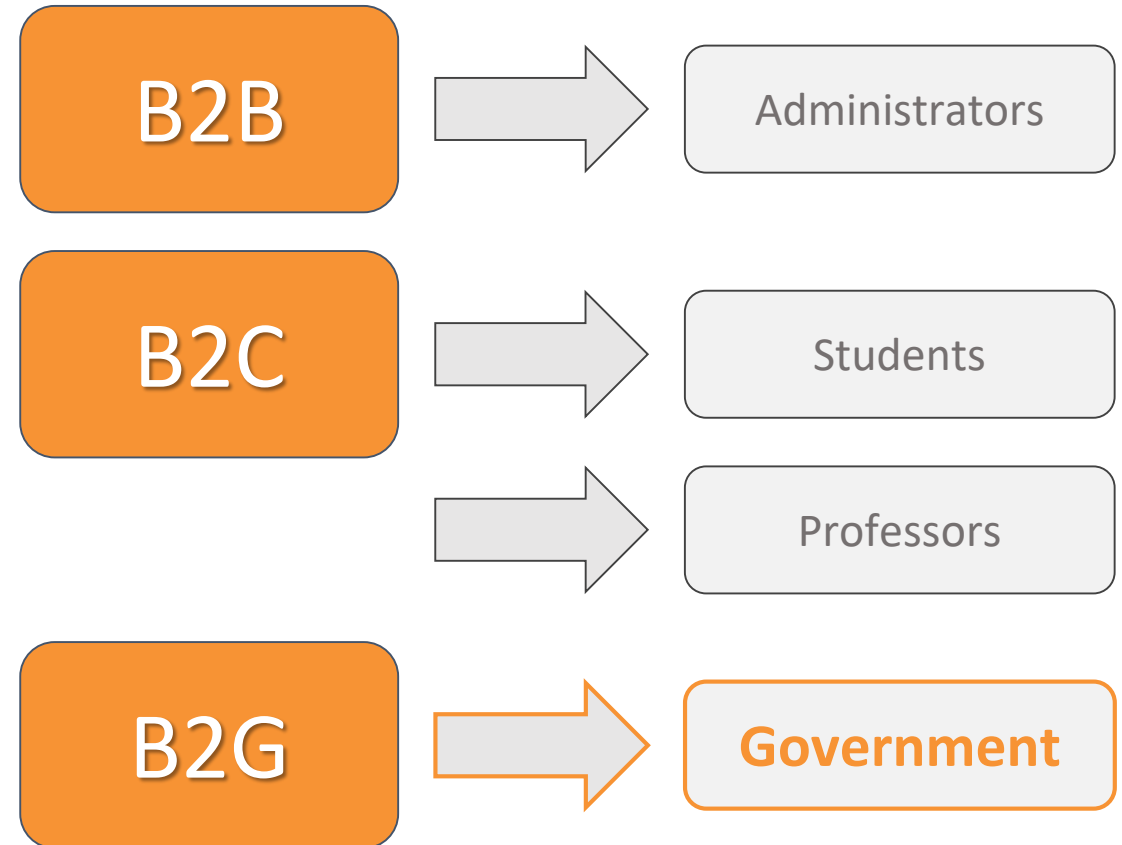 B2B
Administrators
B2C
Students
Professors
B2G
Government